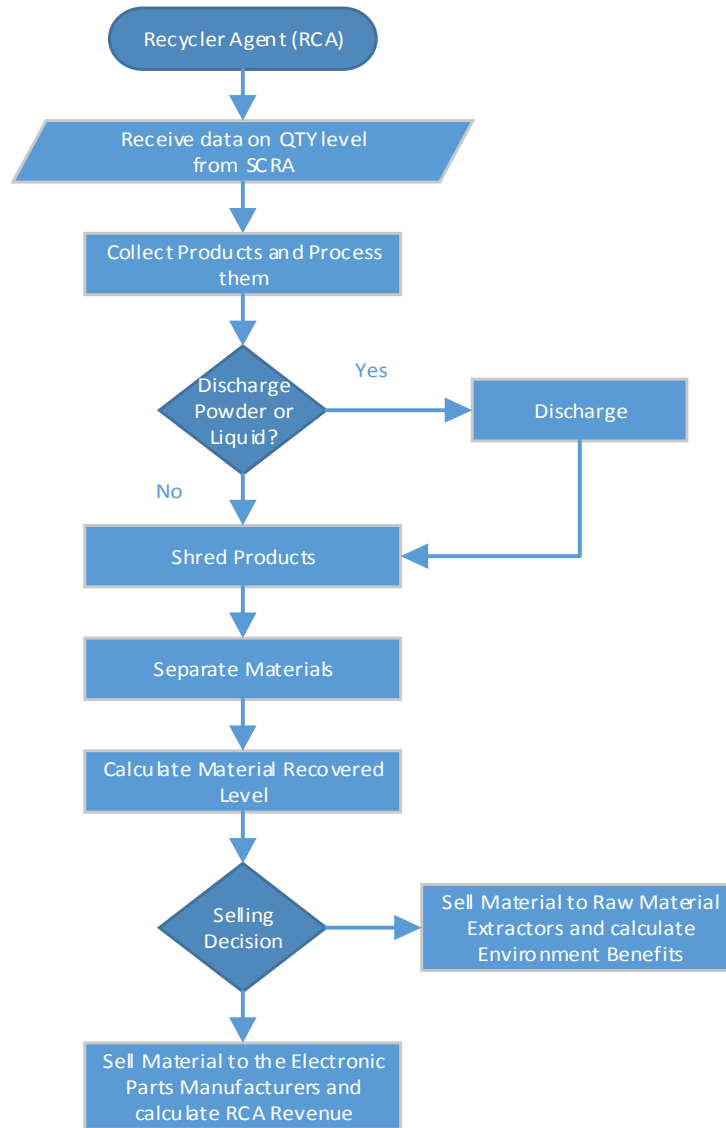 Recycler Agent (RCA)
Receive data on QTY level
from SCRA
Collect Products and Process
them
Discharge
Powder or
Liquid?
Yes
Discharge
No
Shred Products
Separate Materials
Calculate Material Recovered
Level
Selling
Decision
Sell Material to Raw Material
Extractors and calculate
Environment Benefits
Sell Material to the Electronic
Parts Manufacturers and
calculate RCA Revenue